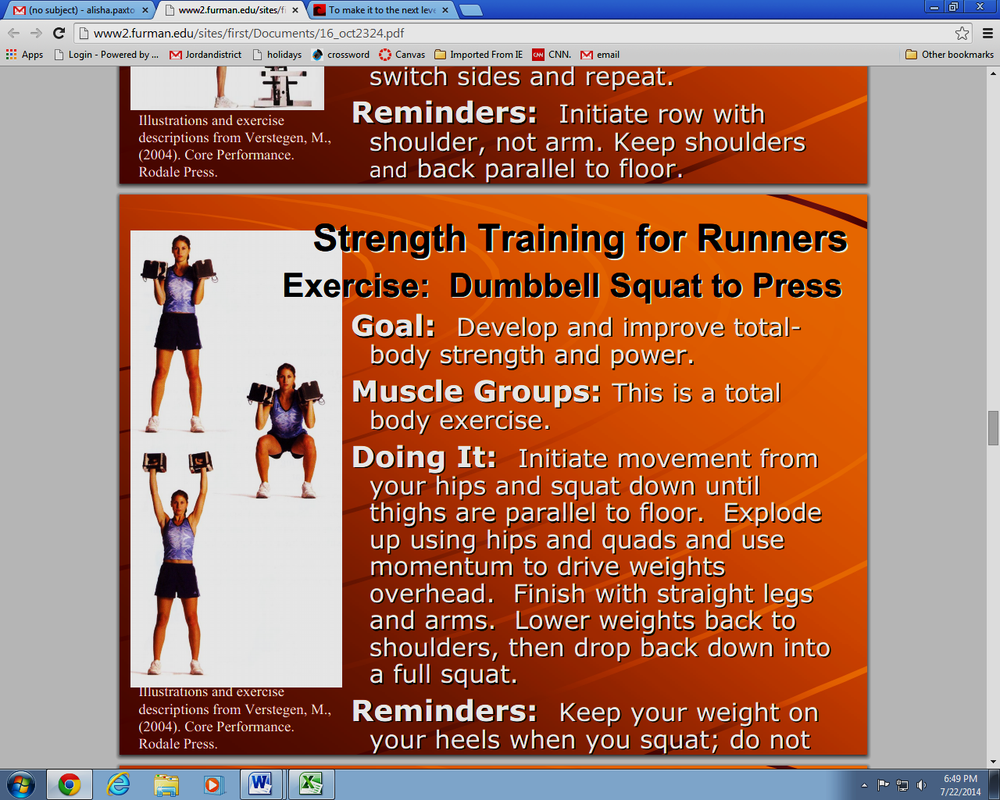 (no subject) - alisha.paxto
www2.furman.edu/sites/fi
To make it to the next leve
www2.furman.edu/sites/first/Documents/16_oct2324.pdf
Apps
Login - Powered by ...
Jordandistrict
holidays
crossword
Canvas
Imported From IE
CNN.
email
Other bookmarks
switch sides and repeat.
Reminders: Initiate row with
shoulder, not arm. Keep shoulders
and back parallel to floor.
Illustrations and exercise
descriptions from Verstegen, M.,
(2004). Core Performance.
Rodale Press.
Strength Training for Runners
Exercise: Dumbbell Squat to Press
Goal: Develop and improve total-
body strength and power.
Muscle Groups: This is a total
body exercise.
Doing It: Initiate movement from
your hips and squat down until
thighs are parallel to floor. Explode
up using hips and quads and use
momentum to drive weights
overhead. Finish with straight legs
and arms. Lower weights back to
shoulders, then drop back down into
a full squat.
Reminders: Keep your weight on
your heels when you squat; do not
Illustrations and exercise
descriptions from Verstegen, M.,
(2004). Core Performance.
Rodale Press.
6:49 PM
7/22/2014